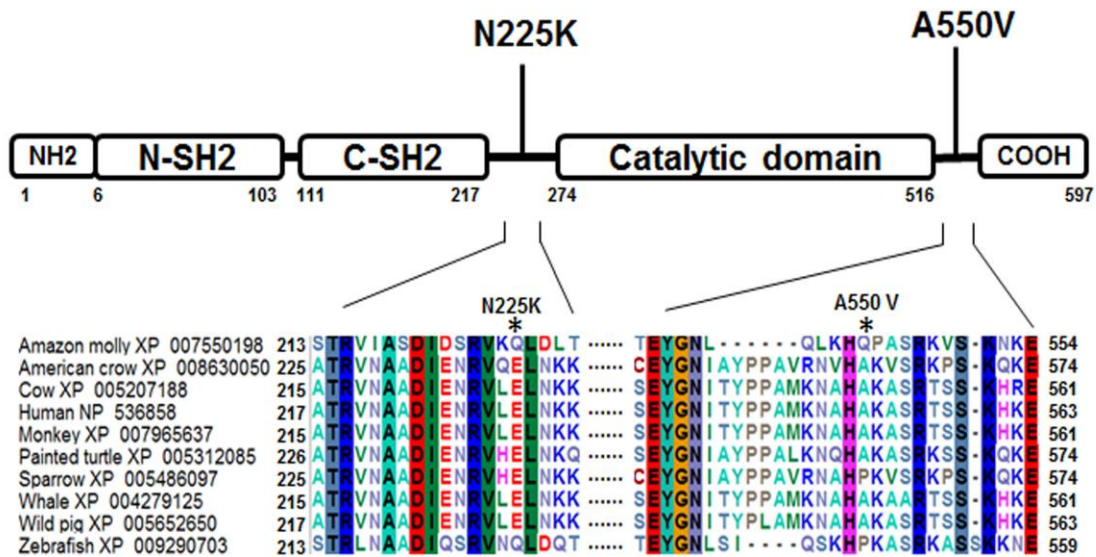 N225K A550V
NH2 N-SH2 C-SH2 Catalytic domain COOH
1 6 103 111 217 274 516 597
N225K A550 V
* *
Amazon molly XP 007550198 213 STRVIASDIDSRVKQLDLT ...... TEYGNL------QLKHQPASRKVS-KNKE 554
American crow XP 008630050 225 ATRVNAADIENRVQELNKK ...... CEYGNIAYPPAVRNVHAKVSRKPS-KQKE 574
Cow XP 005207188 215 ATRVNAADIENRVLELNKK ...... SEYGNITYPPAMKNAHAKASRTSS-KHRE 561
Human NP 536858 217 ATRVNAADIENRVLELNKK ...... SEYGNITYPPAMKNAHAKASRTSS-KHKE 563
Monkey XP 007965637 215 ATRVNAADIENRVLELNKK ...... SEYGNITYPPAMKNAHAKASRTSS-KHKE 561
Painted turtle XP 005312085 226 ATRVNAADIENRVHELNKQ ...... SEYGNIAYPPALKNQHAKASRKPS-KQKE 574
Sparrow XP 005486097 225 ATRVNAADIENRVHELNKK ...... CEYGNIAYPPAVRNAHPKVSRKPS-KQKE 574
Whale XP 004279125 215 ATRVNAADIENRVLELNKK ...... SEYGNITYPPAMKNAHAKASRTSS-KHKE 561
Wild pig XP 005652650 217 ATRVNAADIENRVLELNKK ...... SEYGNITYPLAMKNAHAKASRTSSSKHKE 563
Zebrafish XP 009290703 213 STRLNAADIQSRVNQLDQT ...... TEYGNLSI----QSKHPKASRKSSSKNKE 559